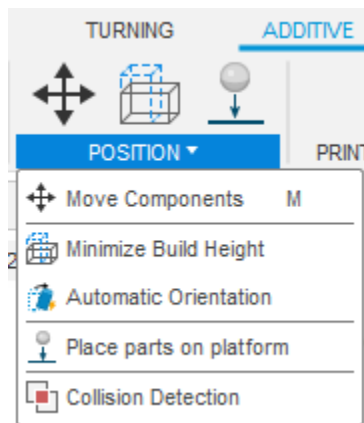 TURNING
ADDITIVE
POSITION
PRINT
Move Components M
Minimize Build Height
Automatic Orientation
Place parts on platform
Collision Detection